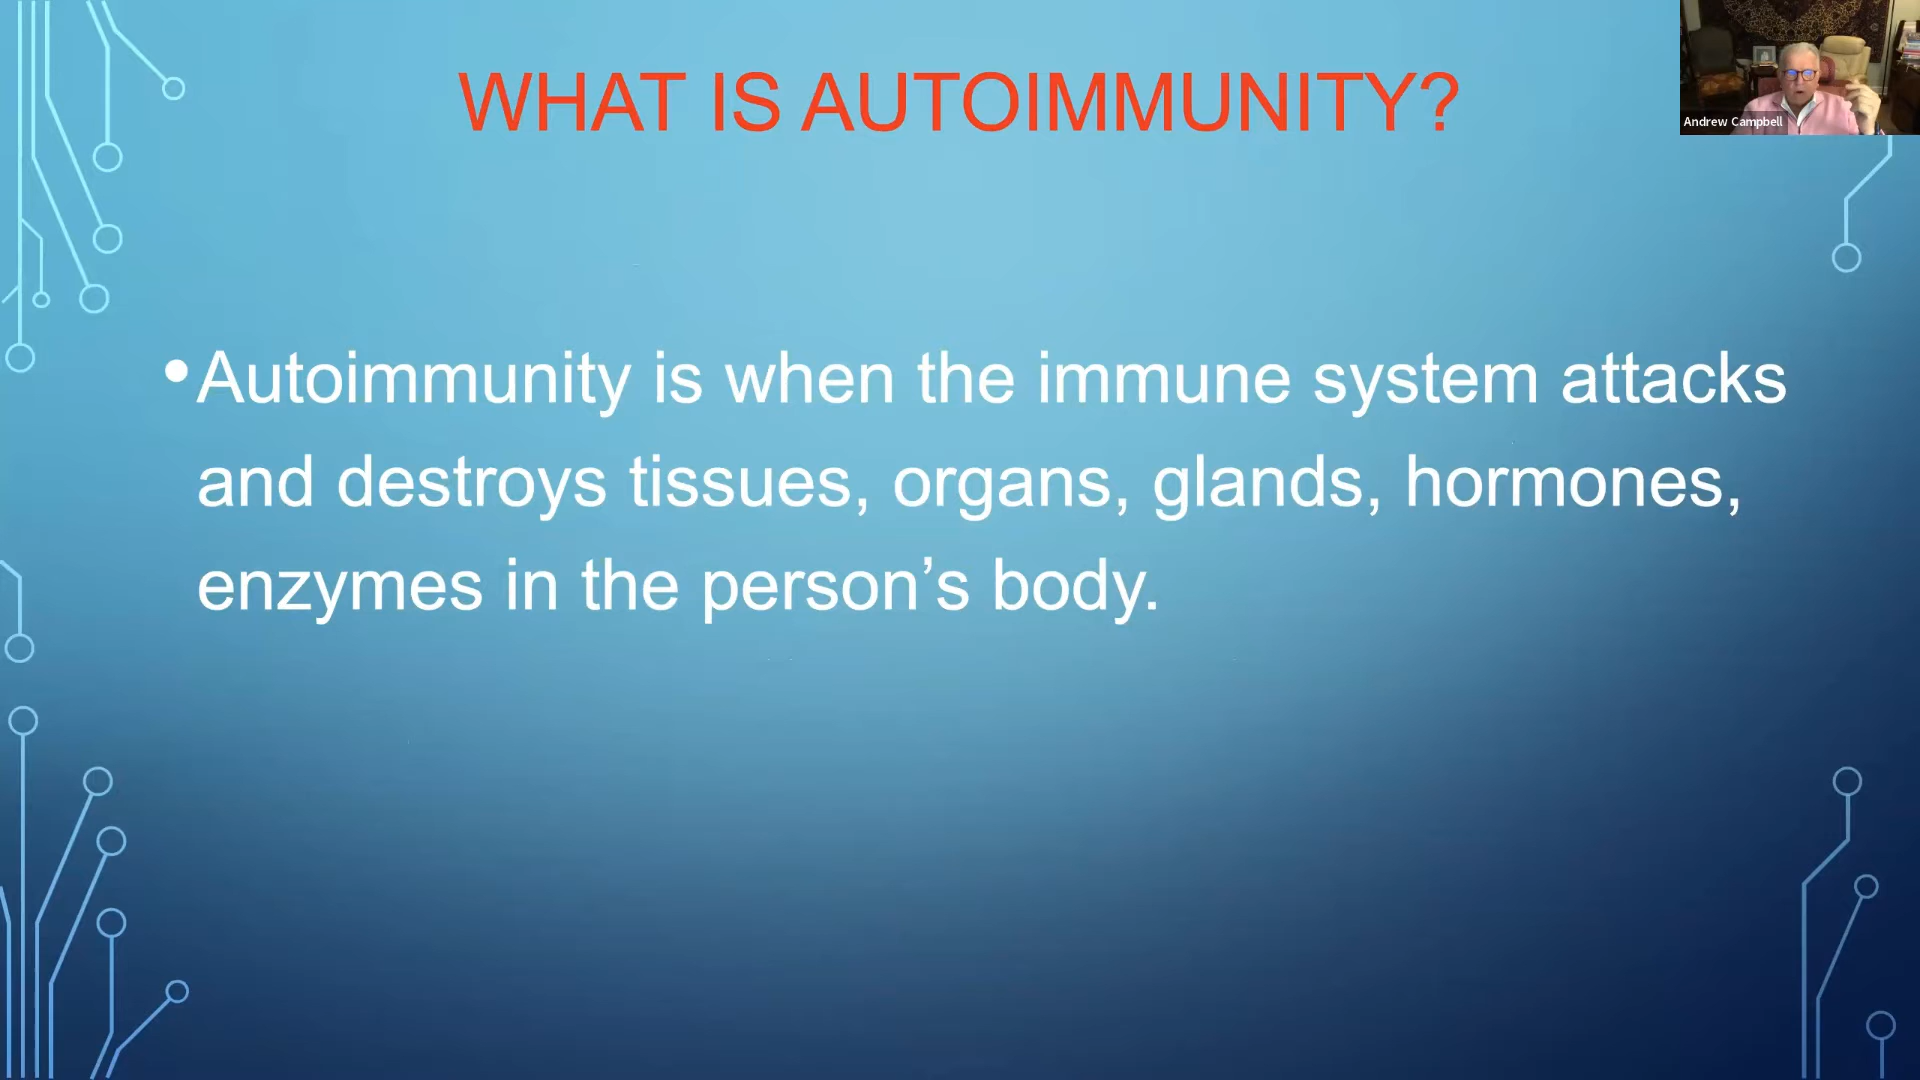 WHAT IS AUTOIMMUNITY?
Andrew Campbell
•Autoimmunity is when the immune system attacks
and destroys tissues, organs, glands, hormones,
enzymes in the person’s body.